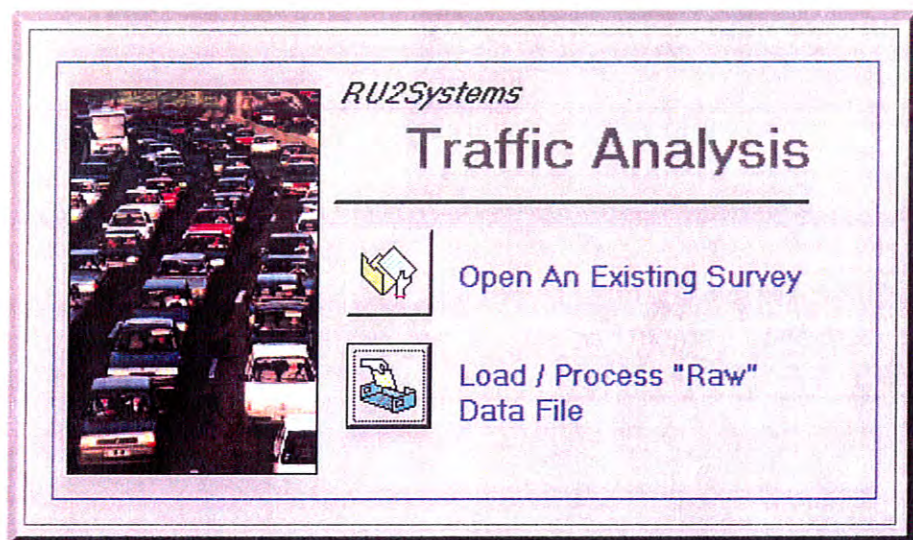 RU2Systems
Traffic Analysis
Open An Existing Survey
Load / Process "Raw"
Data File